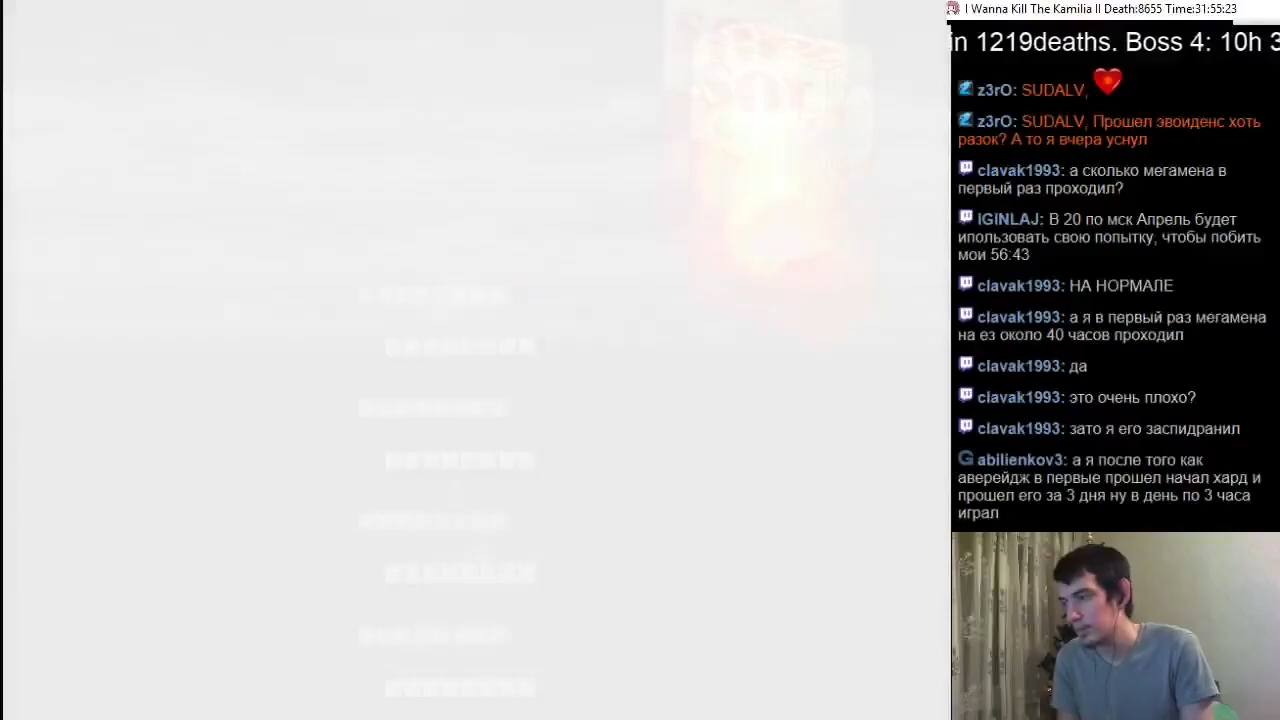 I Wanna Kill The Kamilia II Death:8655 Time:31:55:23
in 1219deaths. Boss 4: 10h 3
z3rO: SUDALV,
z3rO: SUDALV, Прошел эвоиденс хоть
разок? А то я вчера уснул
clavak1993: а сколько мегамена в
первый раз проходил?
IGINLAJ: В 20 по мск Апрель будет
ипользовать свою попытку, чтобы побить
мои 56:43
clavak1993: НА НОРМАЛЕ
clavak1993: а я в первый раз мегамена
на ез около 40 часов проходил
clavak1993: да
clavak1993: это очень плохо?
clavak1993: зато я его заспидранил
abilienkov3: а я после того как
аверейдж в первые прошел начал хард и
прошел его за 3 дня ну в день по 3 часа
играл